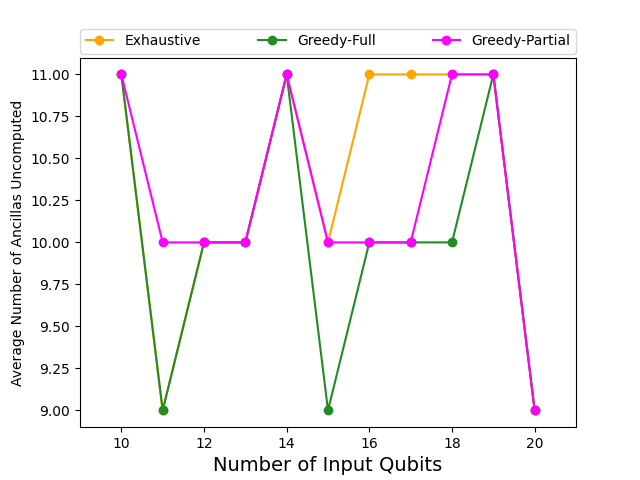 Exhaustive Greedy-Full Greedy-Partial
11.00
10.75
10.50
10.25
10.00
9.75
9.50
9.25
9.00
Average Number of Ancillas Uncomputed
10 12 14 16 18 20
Number of Input Qubits